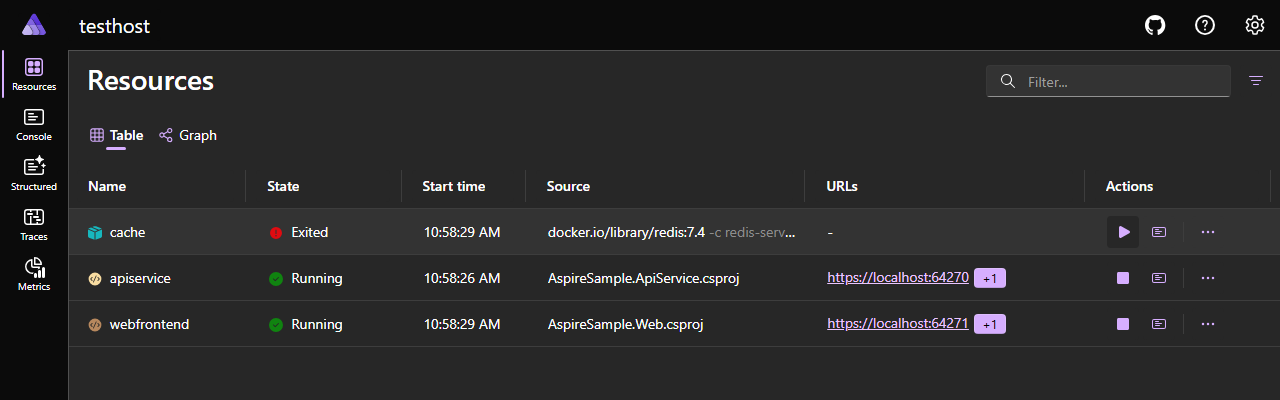 testhost
Resources
Filter...
Resources
Console
Structured
Traces
Metrics
Table Graph
Name State Start time Source URLs Actions
cache Exited 10:58:29 AM docker.io/library/redis:7.4 -c redis-serv... -
apiservice Running 10:58:26 AM AspireSample.ApiService.csproj https://localhost:64270 +1
webfrontend Running 10:58:29 AM AspireSample.Web.csproj https://localhost:64271 +1